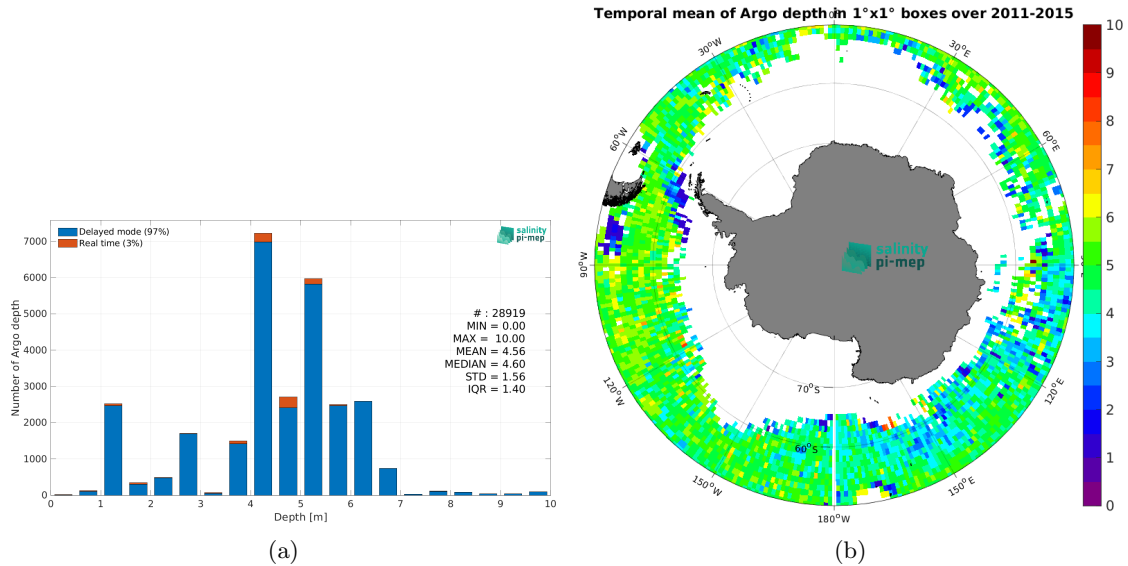 Delayed mode (97%)
Real time (3%)
salinity
pi-mep
7000
6000
5000
4000
3000
2000
1000
0
Number of Argo depth
# : 28919
MIN = 0.00
MAX = 10.00
MEAN = 4.56
MEDIAN = 4.60
STD = 1.56
IQR = 1.40
0 1 2 3 4 5 6 7 8 9 10
Depth [m]
(a)
Temporal mean of Argo depth in 1°x1° boxes over 2011-2015
30°W
30°E
60°W
60°E
90°W
120°W
120°E
150°W
150°E
180°W
70°S
60°S
salinity
pi-mep
10
9
8
7
6
5
4
3
2
1
0
(b)